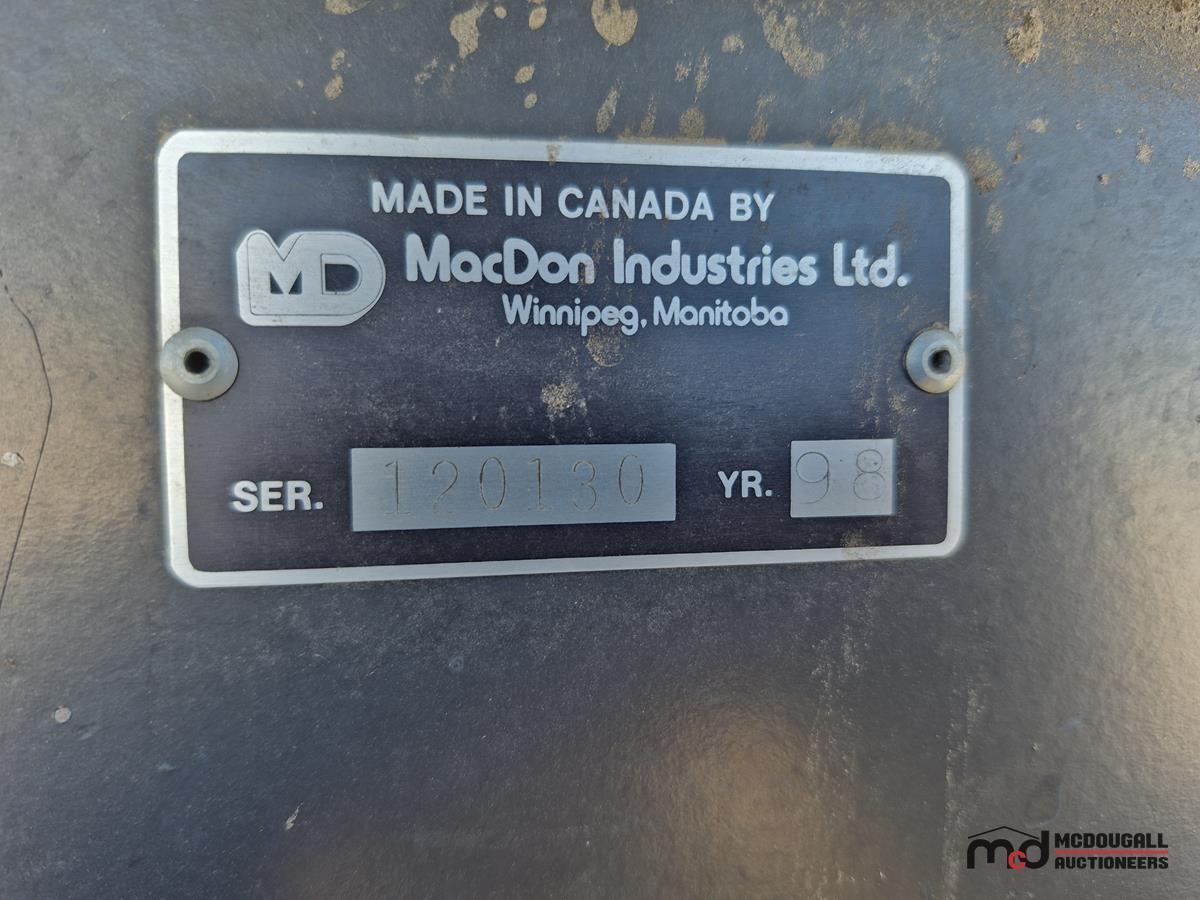 MADE IN CANADA BY
MD MacDon Industries Ltd.
Winnipeg, Manitoba
SER. 120130 YR. 98
mcd MCDOUGALL
AUCTIONEERS